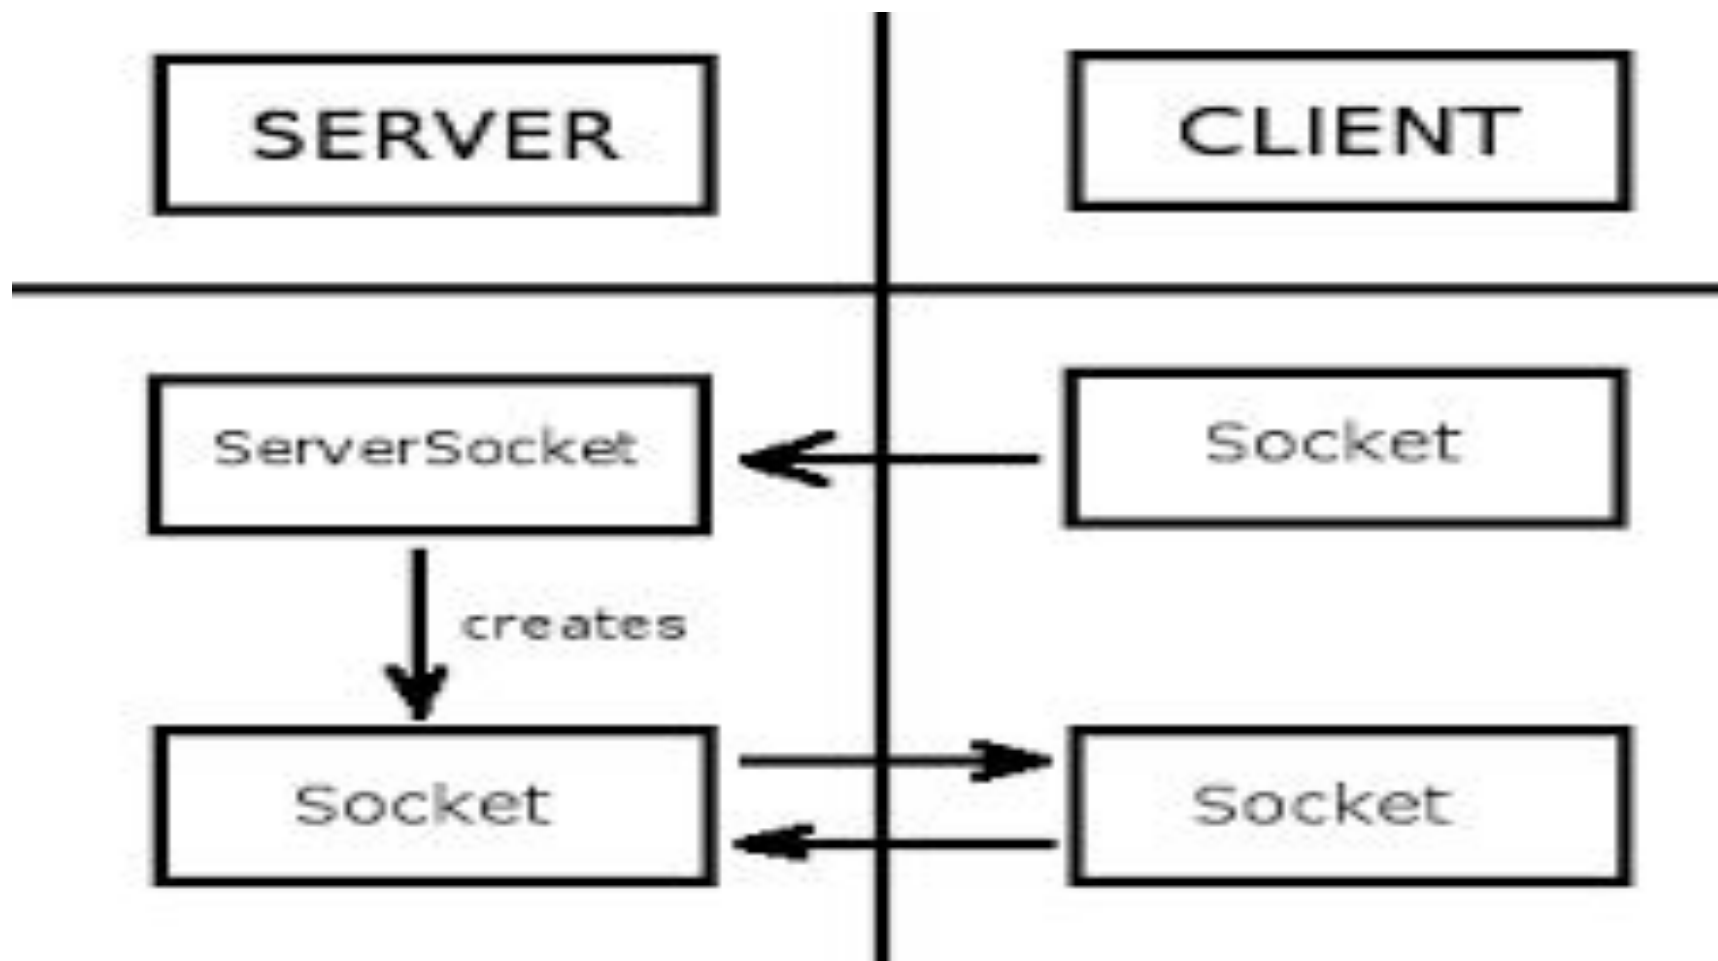 SERVER
CLIENT
ServerSocket
Socket
creates
Socket
Socket